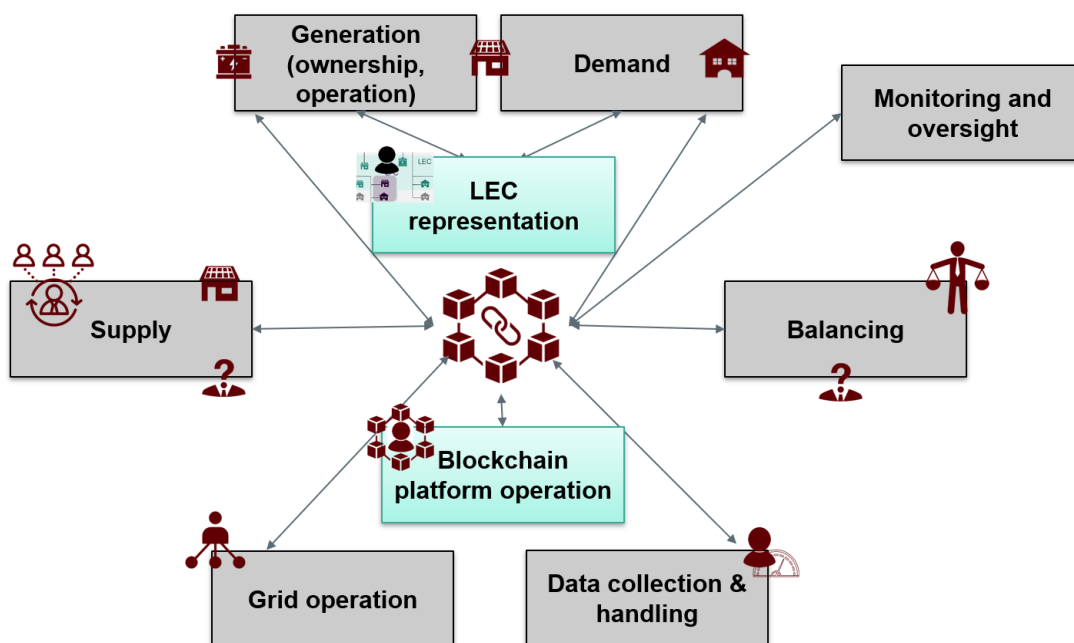 Generation
(ownership,
operation)
Demand
Monitoring and
oversight
LEC
LEC
representation
Supply
?
Balancing
?
Blockchain
platform operation
Grid operation
Data collection &
handling